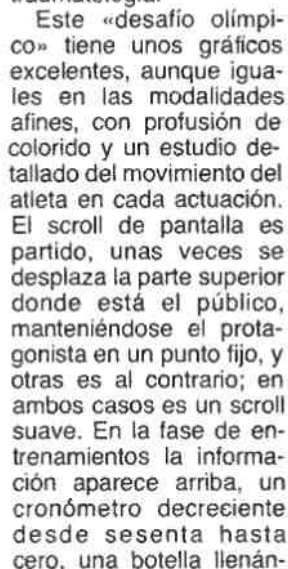 traumatología.
Este «desafío olímpi-
co» tiene unos gráficos
excelentes, aunque igua-
les en las modalidades
afines, con profusión de
colorido y un estudio de-
tallado del movimiento del
atleta en cada actuación.
El scroll de pantalla es
partido, unas veces se
desplaza la parte superior
donde está el público,
manteniéndose el prota-
gonista en un punto fijo, y
otras es al contrario; en
ambos casos es un scroll
suave. En la fase de en-
trenamientos la informa-
ción aparece arriba, un
cronómetro decreciente
desde sesenta hasta
cero, una botella llenán-